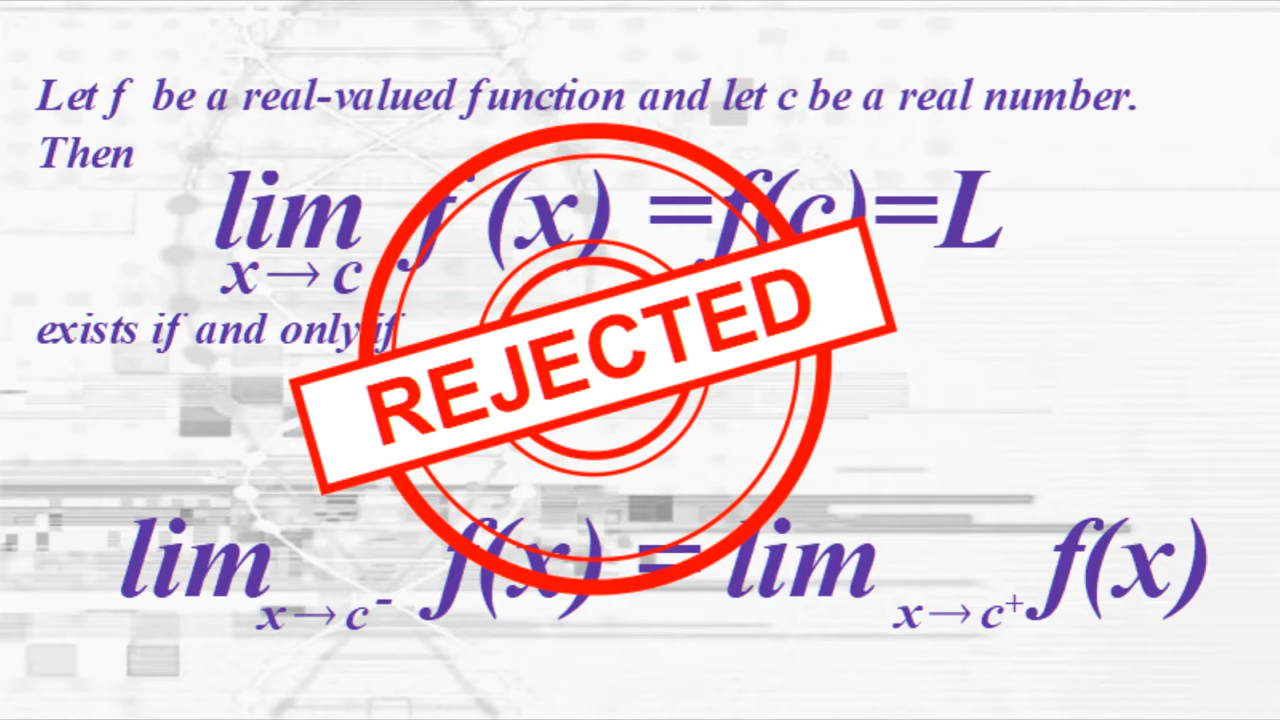 Let f be a real-valued function and let c be a real number.
Then
lim f (x) =f(c)=L
x→c
exists if and only if
REJECTED
lim f(x) = lim f(x)
x→c⁻ x→c⁺